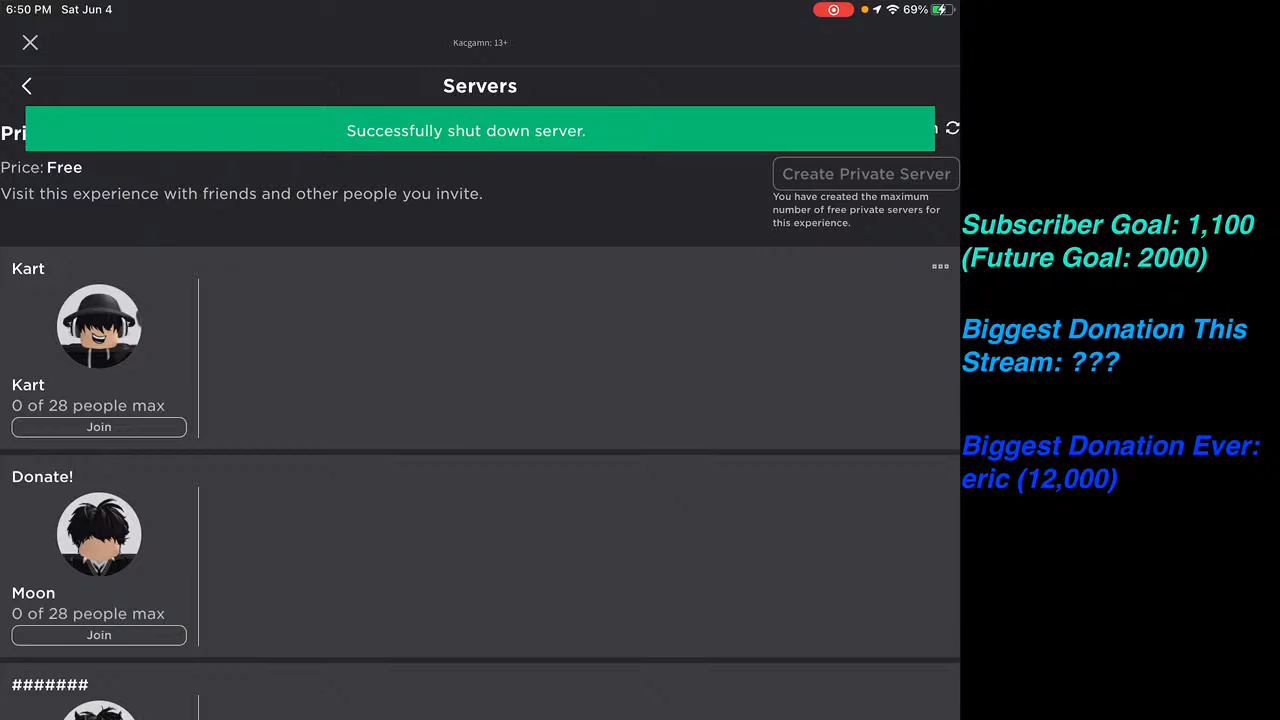 6:50 PM Sat Jun 4
69%
Kacgamn: 13+
Servers
Successfully shut down server.
Price: Free
Visit this experience with friends and other people you invite.
Create Private Server
You have created the maximum
number of free private servers for
this experience.
Kart
Kart
0 of 28 people max
Join
Donate!
Moon
0 of 28 people max
Join
#######
Subscriber Goal: 1,100
(Future Goal: 2000)
Biggest Donation This
Stream: ???
Biggest Donation Ever:
eric (12,000)